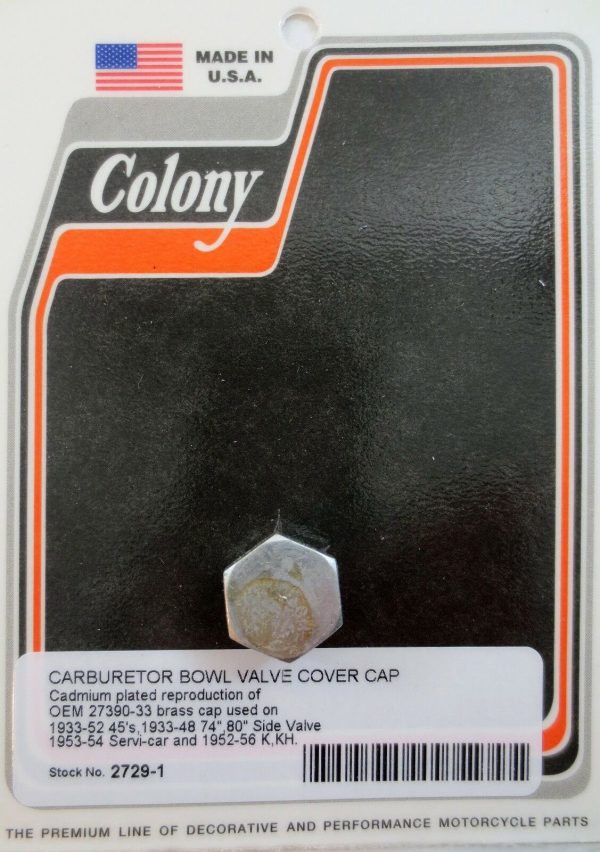 MADE IN
U.S.A.
Colony
CARBURETOR BOWL VALVE COVER CAP
Cadmium plated reproduction of
OEM 27390-33 brass cap used on
1933-52 45's,1933-48 74",80" Side Valve
1953-54 Servi-car and 1952-56 K,KH.
Stock No. 2729-1
THE PREMIUM LINE OF DECORATIVE AND PERFORMANCE MOTORCYCLE PARTS